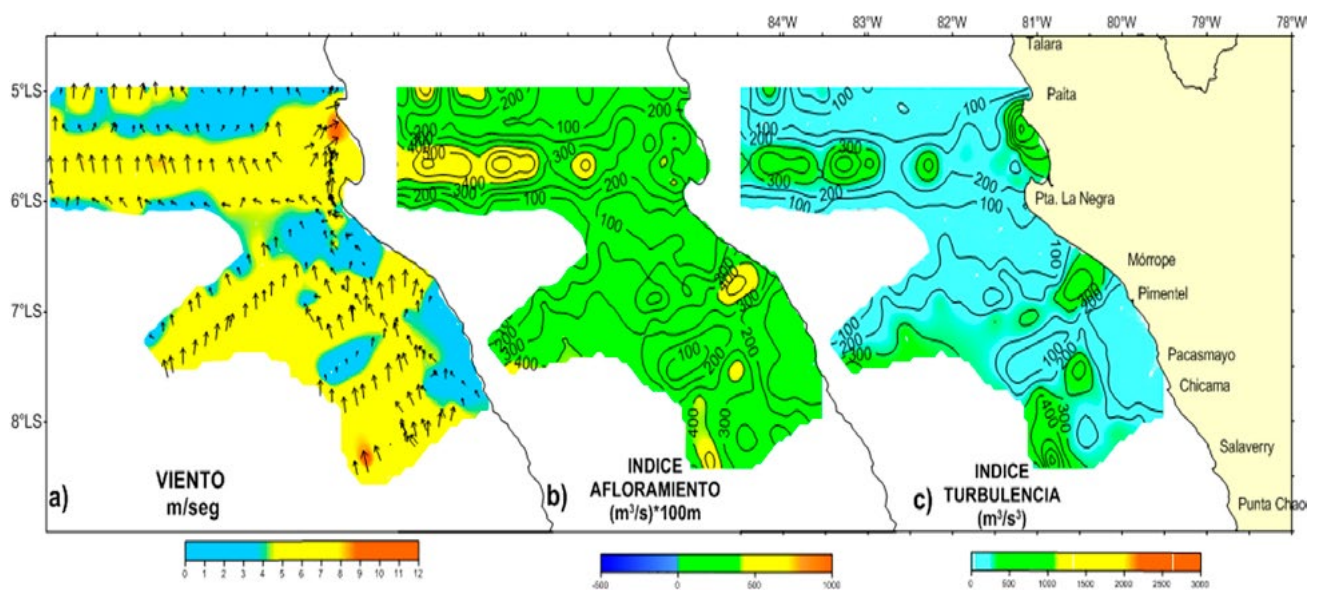 84°W 82°W 81°W 80°W 79°W 78°W
Talara
5°LS
Paita
6°LS
Pta. La Negra
Mórrope
7°LS
Pimentel
Pacasmayo
Chicama
8°LS
Salaverry
Punta Chao
a)
VIENTO
m/seg
b)
INDICE
AFLORAMIENTO
(m³/s)*100m
c)
INDICE
TURBULENCIA
(m³/s³)
0 1 2 3 4 5 6 7 8 9 10 11 12
-500 0 500 1000
0 500 1000 1500 2000 2500 3000